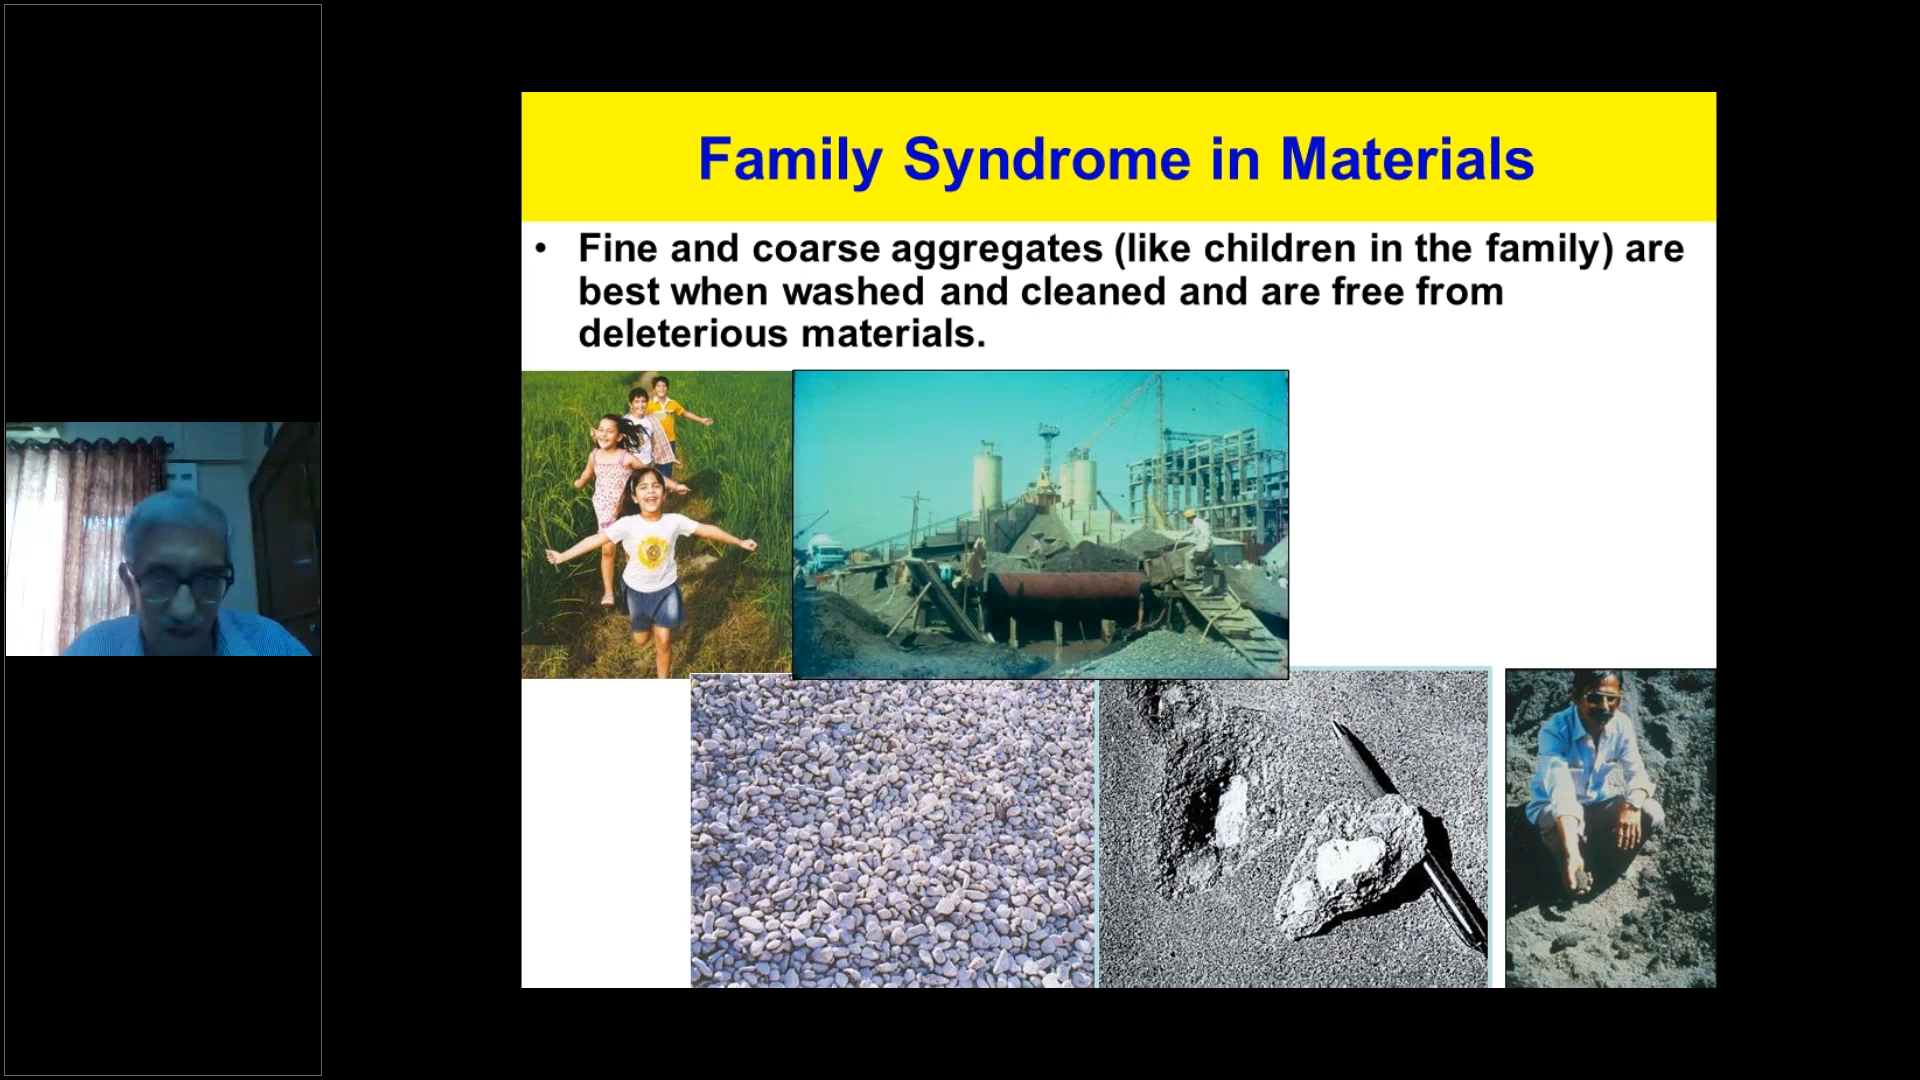 Family Syndrome in Materials
• Fine and coarse aggregates (like children in the family) are
best when washed and cleaned and are free from
deleterious materials.